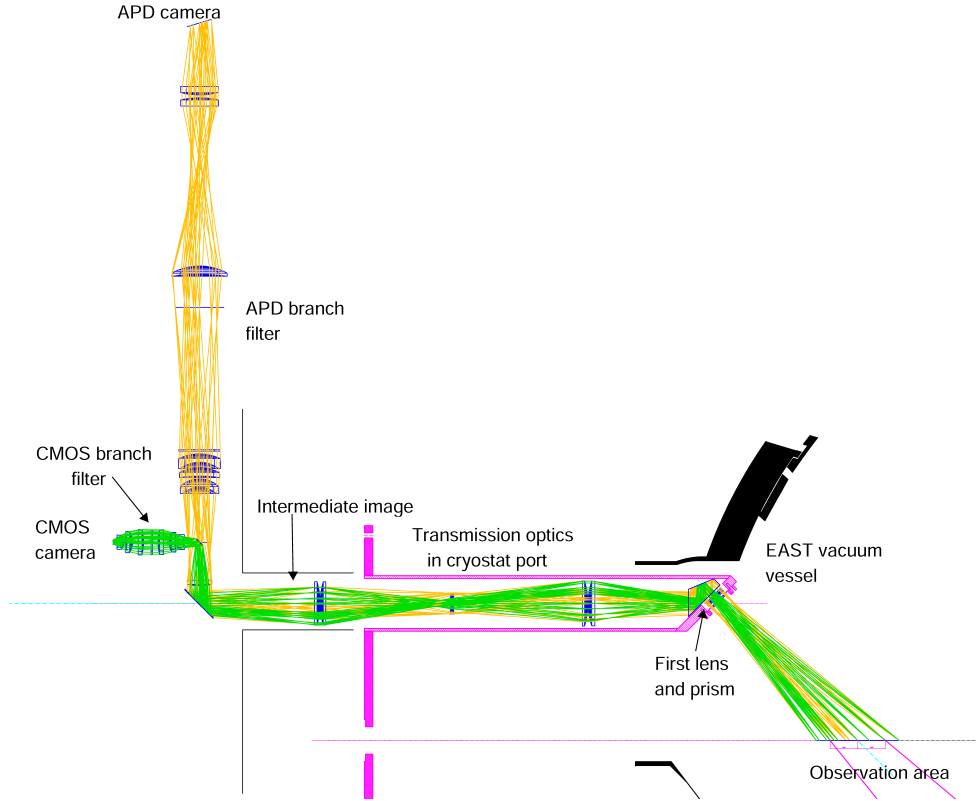 APD camera
APD branch
filter
CMOS branch
filter
CMOS
camera
Intermediate image
Transmission optics
in cryostat port
EAST vacuum
vessel
First lens
and prism
Observation area